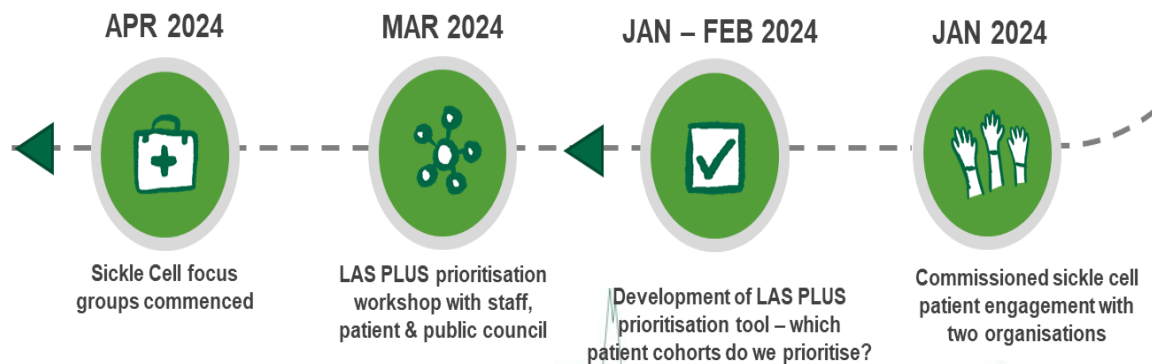 APR 2024
Sickle Cell focus
groups commenced
MAR 2024
LAS PLUS prioritisation
workshop with staff,
patient & public council
JAN – FEB 2024
Development of LAS PLUS
prioritisation tool – which
patient cohorts do we prioritise?
JAN 2024
Commissioned sickle cell
patient engagement with
two organisations